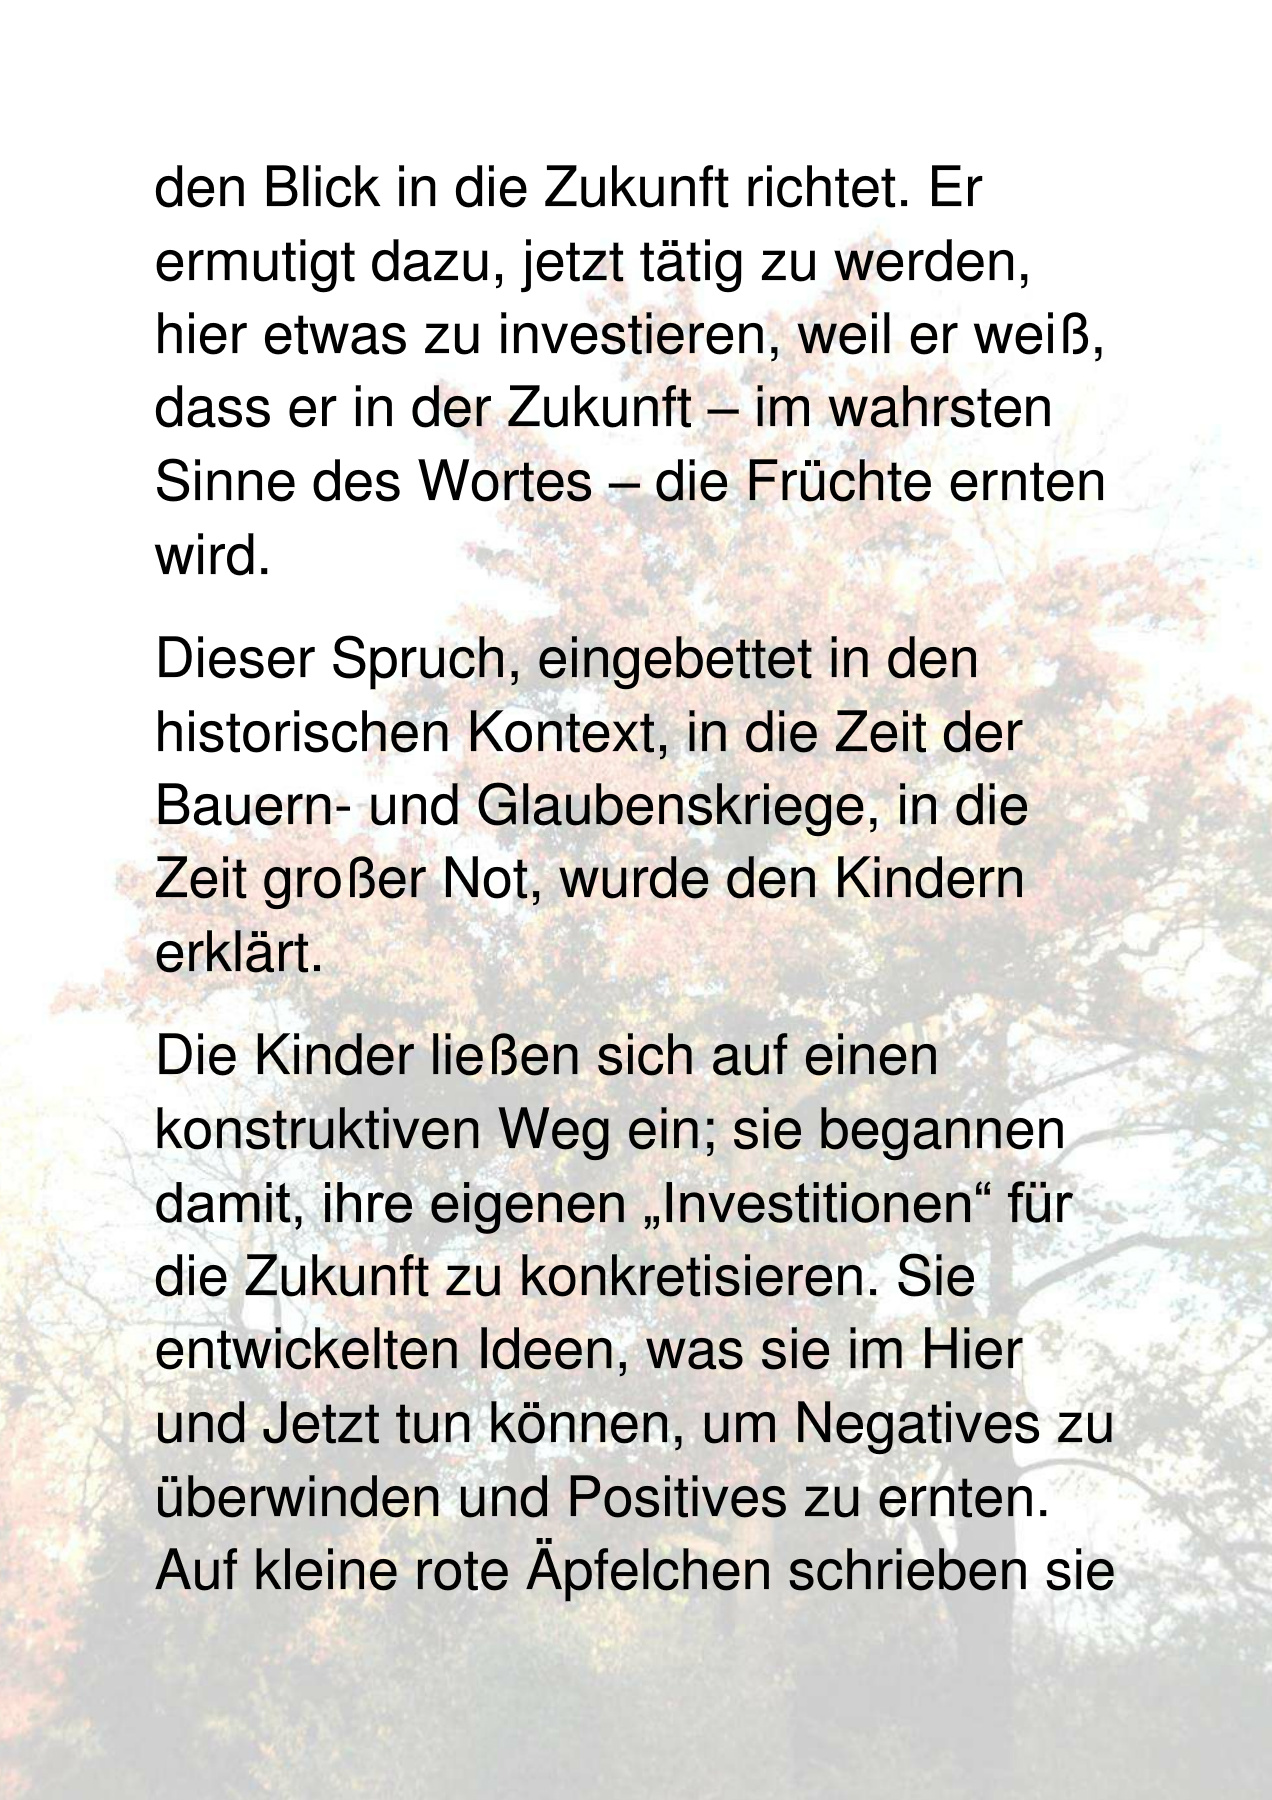 den Blick in die Zukunft richtet. Er
ermutigt dazu, jetzt tätig zu werden,
hier etwas zu investieren, weil er weiß,
dass er in der Zukunft – im wahrsten
Sinne des Wortes – die Früchte ernten
wird.
Dieser Spruch, eingebettet in den
historischen Kontext, in die Zeit der
Bauern- und Glaubenskriege, in die
Zeit großer Not, wurde den Kindern
erklärt.
Die Kinder ließen sich auf einen
konstruktiven Weg ein; sie begannen
damit, ihre eigenen „Investitionen“ für
die Zukunft zu konkretisieren. Sie
entwickelten Ideen, was sie im Hier
und Jetzt tun können, um Negatives zu
überwinden und Positives zu ernten.
Auf kleine rote Äpfelchen schrieben sie